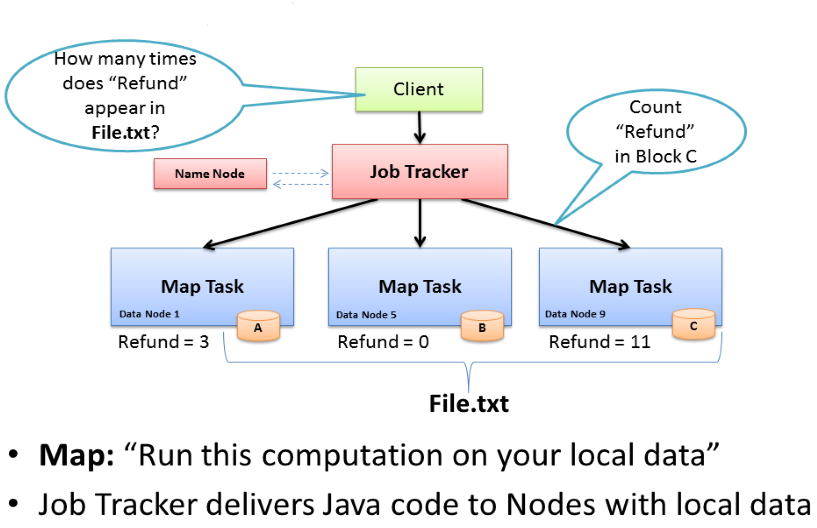 How many times
does “Refund”
appear in
File.txt?
Client
Count
“Refund”
in Block C
Name Node
Job Tracker
Map Task
Data Node 1
A
Map Task
Data Node 5
B
Map Task
Data Node 9
C
Refund = 3
Refund = 0
Refund = 11
File.txt
• Map: “Run this computation on your local data”
• Job Tracker delivers Java code to Nodes with local data